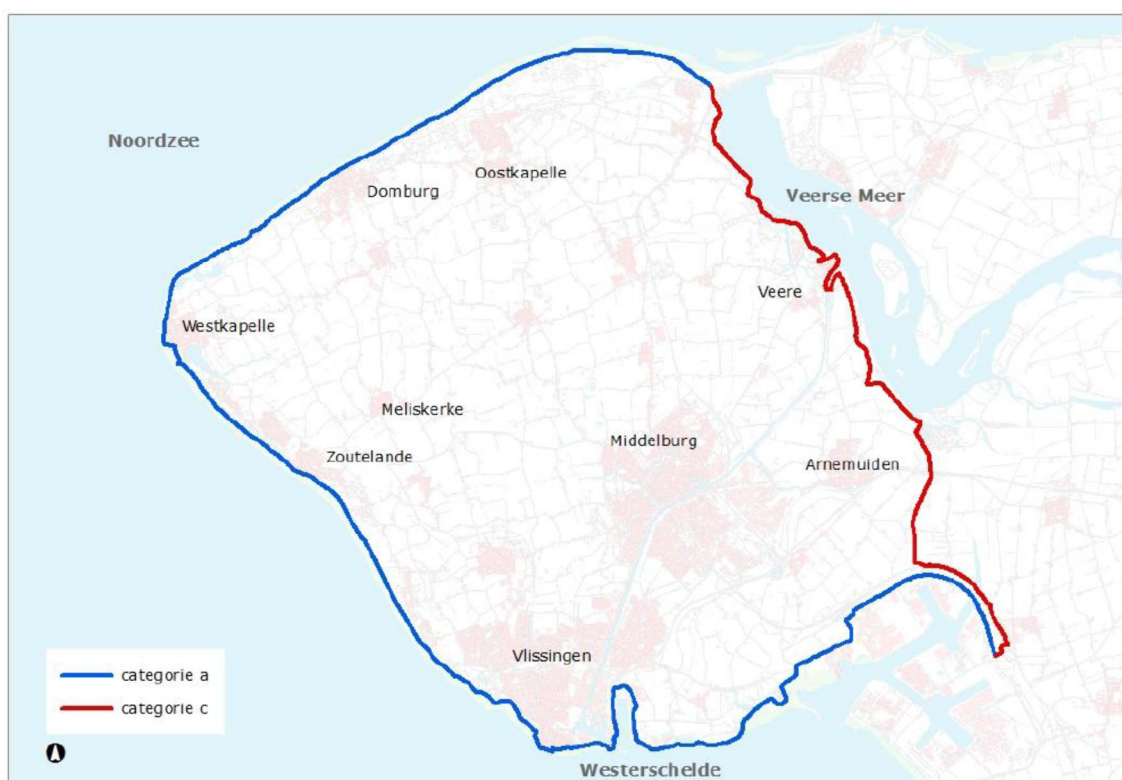 Noordzee
Oostkapelle
Domburg
Veerse Meer
Veere
Westkapelle
Meliskerke
Middelburg
Zoutelande
Arnemuiden
Vlissingen
categorie a
categorie c
Westerschelde